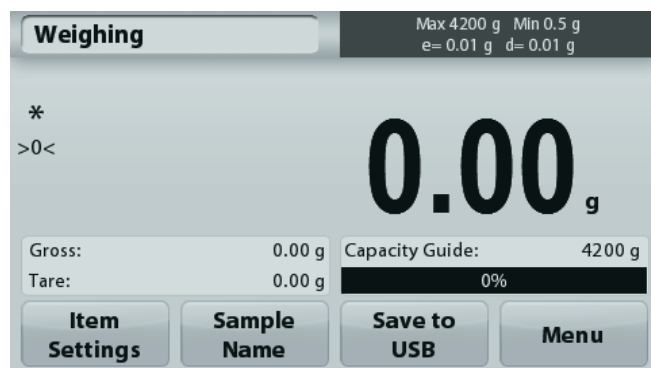 Weighing
Max 4200 g Min 0.5 g
e= 0.01 g d= 0.01 g
*
>0<
0.00 g
Gross: 0.00 g
Tare: 0.00 g
Capacity Guide: 4200 g
0%
Item
Settings
Sample
Name
Save to
USB
Menu